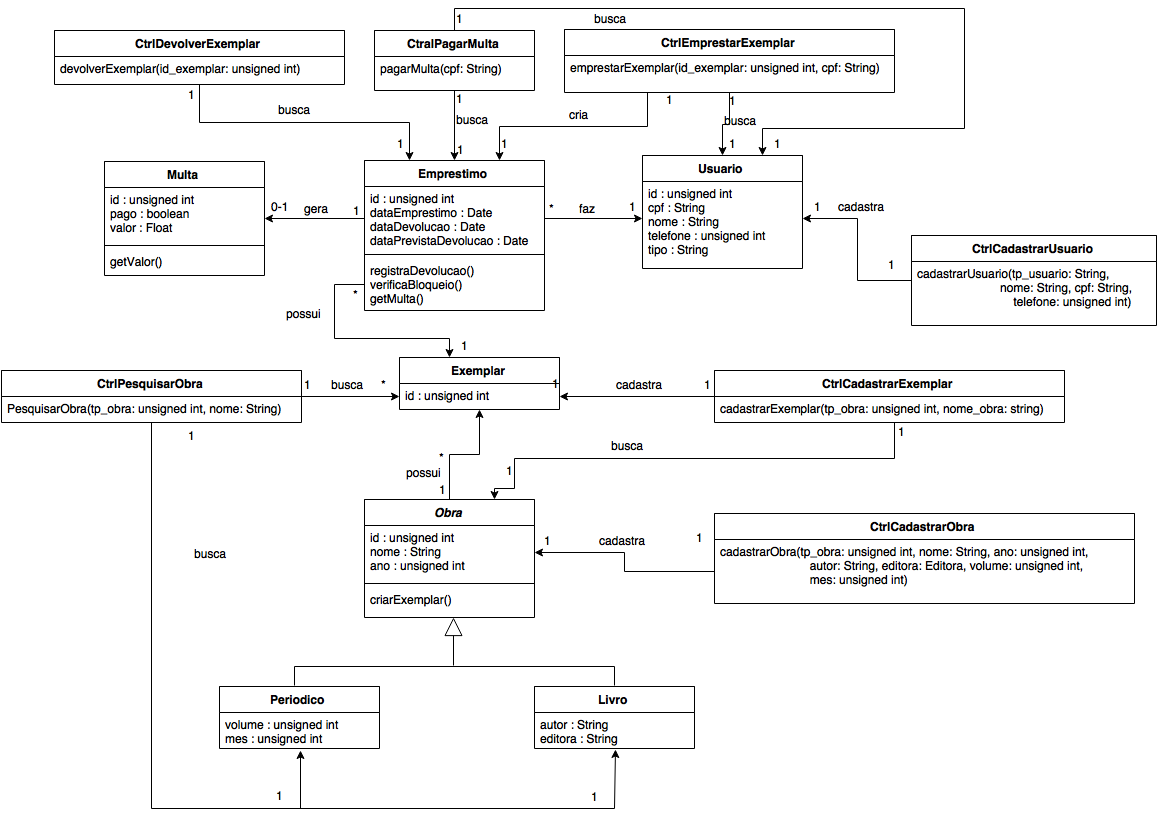 1
busca
CtrlDevolverExemplar
devolverExemplar(id_exemplar: unsigned int)
CtralPagarMulta
pagarMulta(cpf: String)
CtrlEmprestarExemplar
emprestarExemplar(id_exemplar: unsigned int, cpf: String)
1
busca
1
1
busca
1
cria
1
1
1
busca
1
1
Multa
id : unsigned int
pago : boolean
valor : Float
getValor()
0-1
gera
1
Emprestimo
id : unsigned int
dataEmprestimo : Date
dataDevolucao : Date
dataPrevistaDevolucao : Date
registraDevolucao()
verificaBloqueio()
getMulta()
*
faz
1
Usuario
id : unsigned int
cpf : String
nome : String
telefone : unsigned int
tipo : String
1
cadastra
1
CtrlCadastrarUsuario
cadastrarUsuario(tp_usuario: String,
nome: String, cpf: String,
telefone: unsigned int)
*
possui
1
CtrlPesquisarObra
PesquisarObra(tp_obra: unsigned int, nome: String)
1
busca
*
Exemplar
id : unsigned int
1
cadastra
1
CtrlCadastrarExemplar
cadastrarExemplar(tp_obra: unsigned int, nome_obra: string)
1
1
busca
1
*
possui
1
Obra
id : unsigned int
nome : String
ano : unsigned int
criarExemplar()
1
cadastra
1
CtrlCadastrarObra
cadastrarObra(tp_obra: unsigned int, nome: String, ano: unsigned int,
autor: String, editora: Editora, volume: unsigned int,
mes: unsigned int)
busca
Periodico
volume : unsigned int
mes : unsigned int
Livro
autor : String
editora : String
1
1